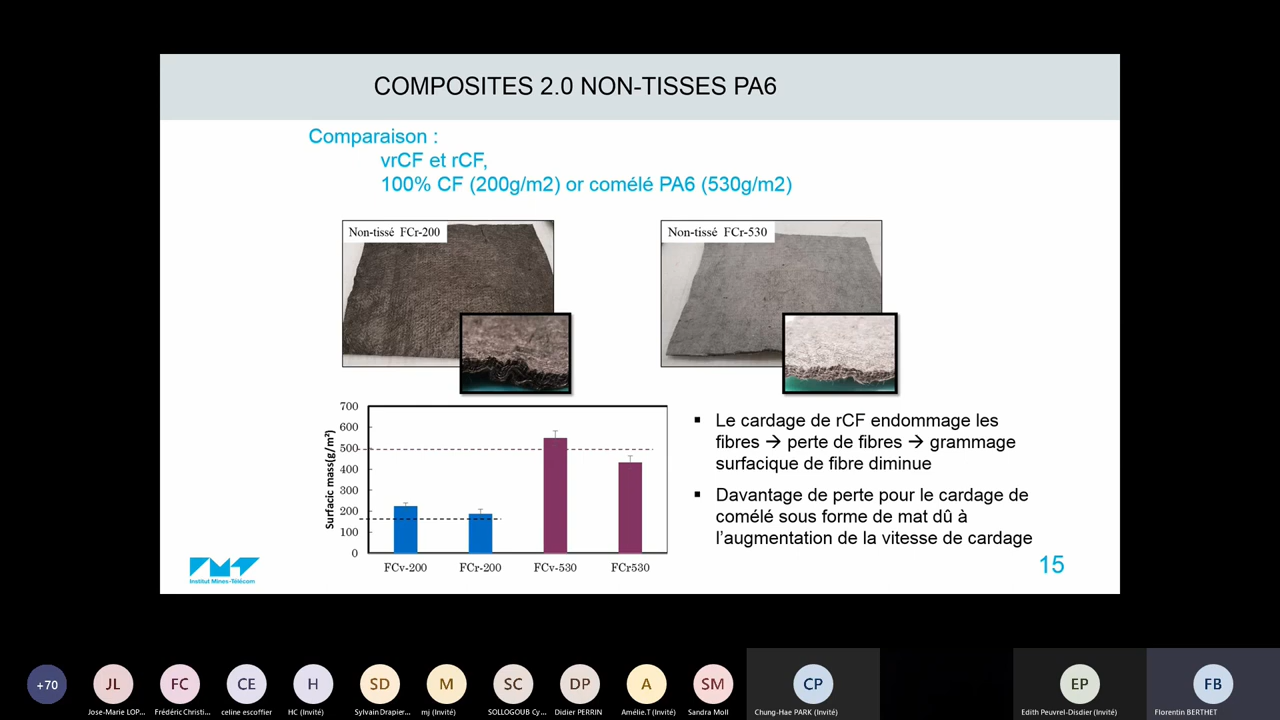 COMPOSITES 2.0 NON-TISSES PA6
Comparaison :
vrCF et rCF,
100% CF (200g/m2) or comélé PA6 (530g/m2)
Non-tissé FCr-200
Non-tissé FCr-530
Surfacic mass(g/m²)
700
600
500
400
300
200
100
0
FCv-200
FCr-200
FCv-530
FCr530
▪ Le cardage de rCF endommage les
fibres → perte de fibres → grammage
surfacique de fibre diminue
▪ Davantage de perte pour le cardage de
comélé sous forme de mat dû à
l’augmentation de la vitesse de cardage
IMT
Institut Mines-Télécom
15
+70
JL
FC
CE
H
SD
M
SC
DP
A
SM
CP
EP
FB
Jose-Marie LOP...
Frédéric Christi...
celine escoffier
HC (Invité)
Sylvain Drapier...
mj (Invité)
SOLLOGOUB Cy...
Didier PERRIN
Amélie.T (Invité)
Sandra Moll
Chung-Hae PARK (Invité)
Edith Peuvrel-Disdier (Invité)
Florentin BERTHET